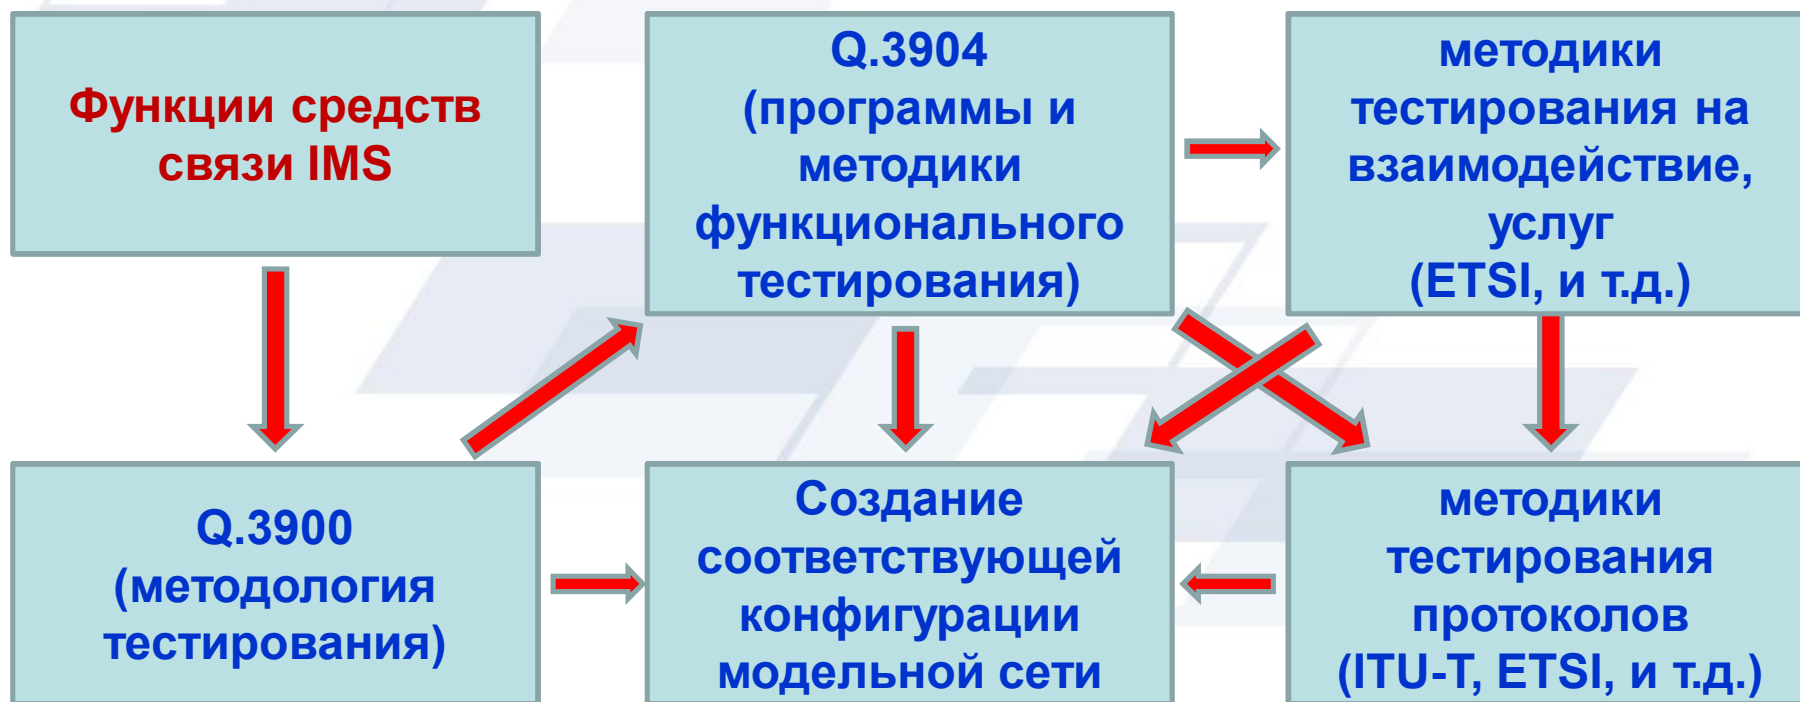 Функции средств
связи IMS
Q.3904
(программы и
методики
функционального
тестирования)
методики
тестирования на
взаимодействие,
услуг
(ETSI, и т.д.)
Q.3900
(методология
тестирования)
Создание
соответствующей
конфигурации
модельной сети
методики
тестирования
протоколов
(ITU-T, ETSI, и т.д.)